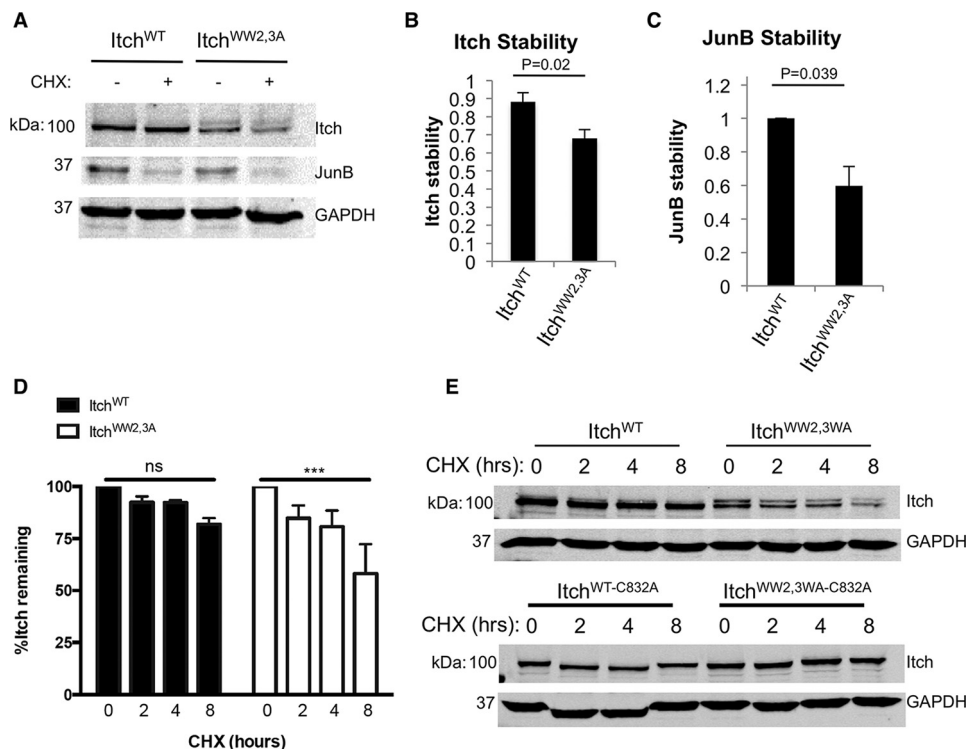 A
Itch^WT Itch^WW2,3A
CHX: - + - +
kDa: 100 Itch
37 JunB
37 GAPDH
B
Itch Stability
P=0.02
1
0.9
0.8
0.7
0.6
0.5
0.4
0.3
0.2
0.1
0
Itch stability
Itch^WT
Itch^WW2,3A
C
JunB Stability
P=0.039
1.2
1
0.8
0.6
0.4
0.2
0
JunB stability
Itch^WT
Itch^WW2,3A
D
Itch^WT
Itch^WW2,3A
ns ***
100
75
50
25
0
%Itch remaining
0 2 4 8 0 2 4 8
CHX (hours)
E
Itch^WT Itch^WW2,3WA
CHX (hrs): 0 2 4 8 0 2 4 8
kDa: 100 Itch
37 GAPDH
Itch^WT-C832A Itch^WW2,3WA-C832A
CHX (hrs): 0 2 4 8 0 2 4 8
kDa: 100 Itch
37 GAPDH